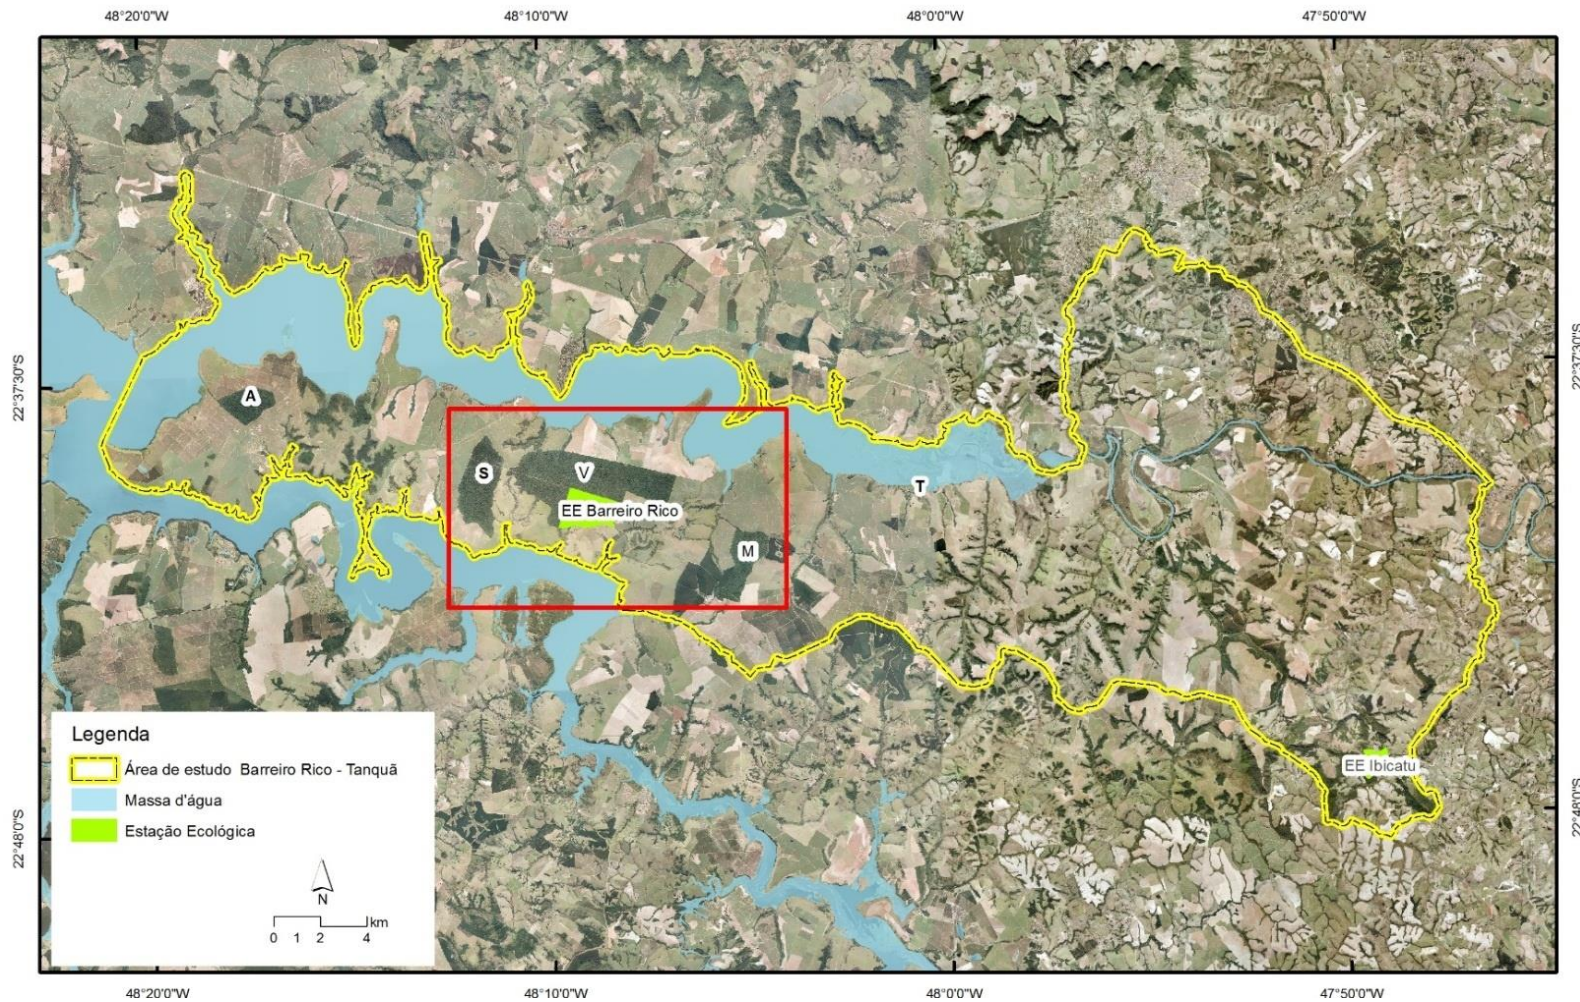 48°20'0"W 48°10'0"W 48°0'0"W 47°50'0"W
22°37'30"S
22°37'30"S
A
S
V
EE Barreiro Rico
T
M
EE Ibicatu
22°48'0"S
22°48'0"S
Legenda
Área de estudo Barreiro Rico - Tanquã
Massa d'água
Estação Ecológica
N
km
0 1 2 4
48°20'0"W 48°10'0"W 48°0'0"W 47°50'0"W